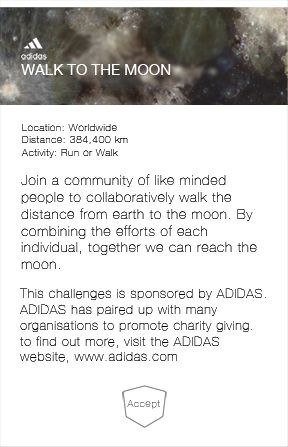 adidas
WALK TO THE MOON
Location: Worldwide
Distance: 384,400 km
Activity: Run or Walk
Join a community of like minded
people to collaboratively walk the
distance from earth to the moon. By
combining the efforts of each
individual, together we can reach the
moon.
This challenges is sponsored by ADIDAS.
ADIDAS has paired up with many
organisations to promote charity giving.
to find out more, visit the ADIDAS
website, www.adidas.com
Accept